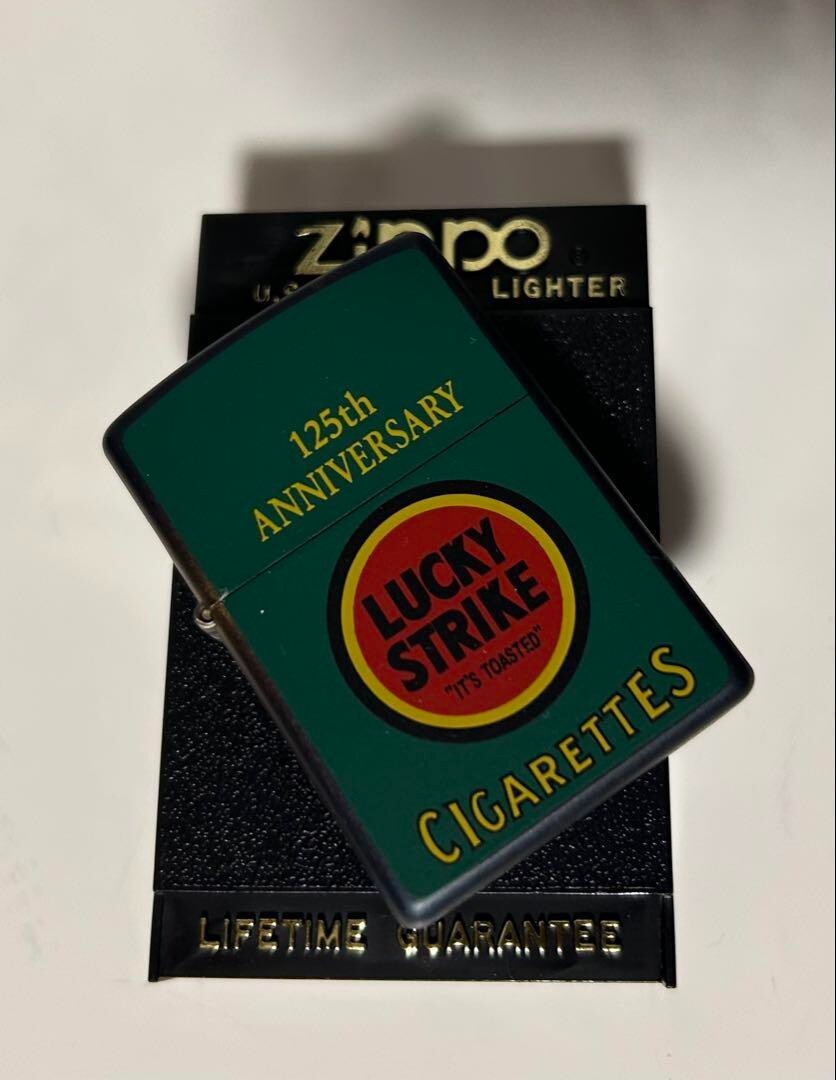 Zippo
LIGHTER
125th
ANNIVERSARY
LUCKY
STRIKE
"IT'S TOASTED"
CIGARETTES
LIFETIME GUARANTEE